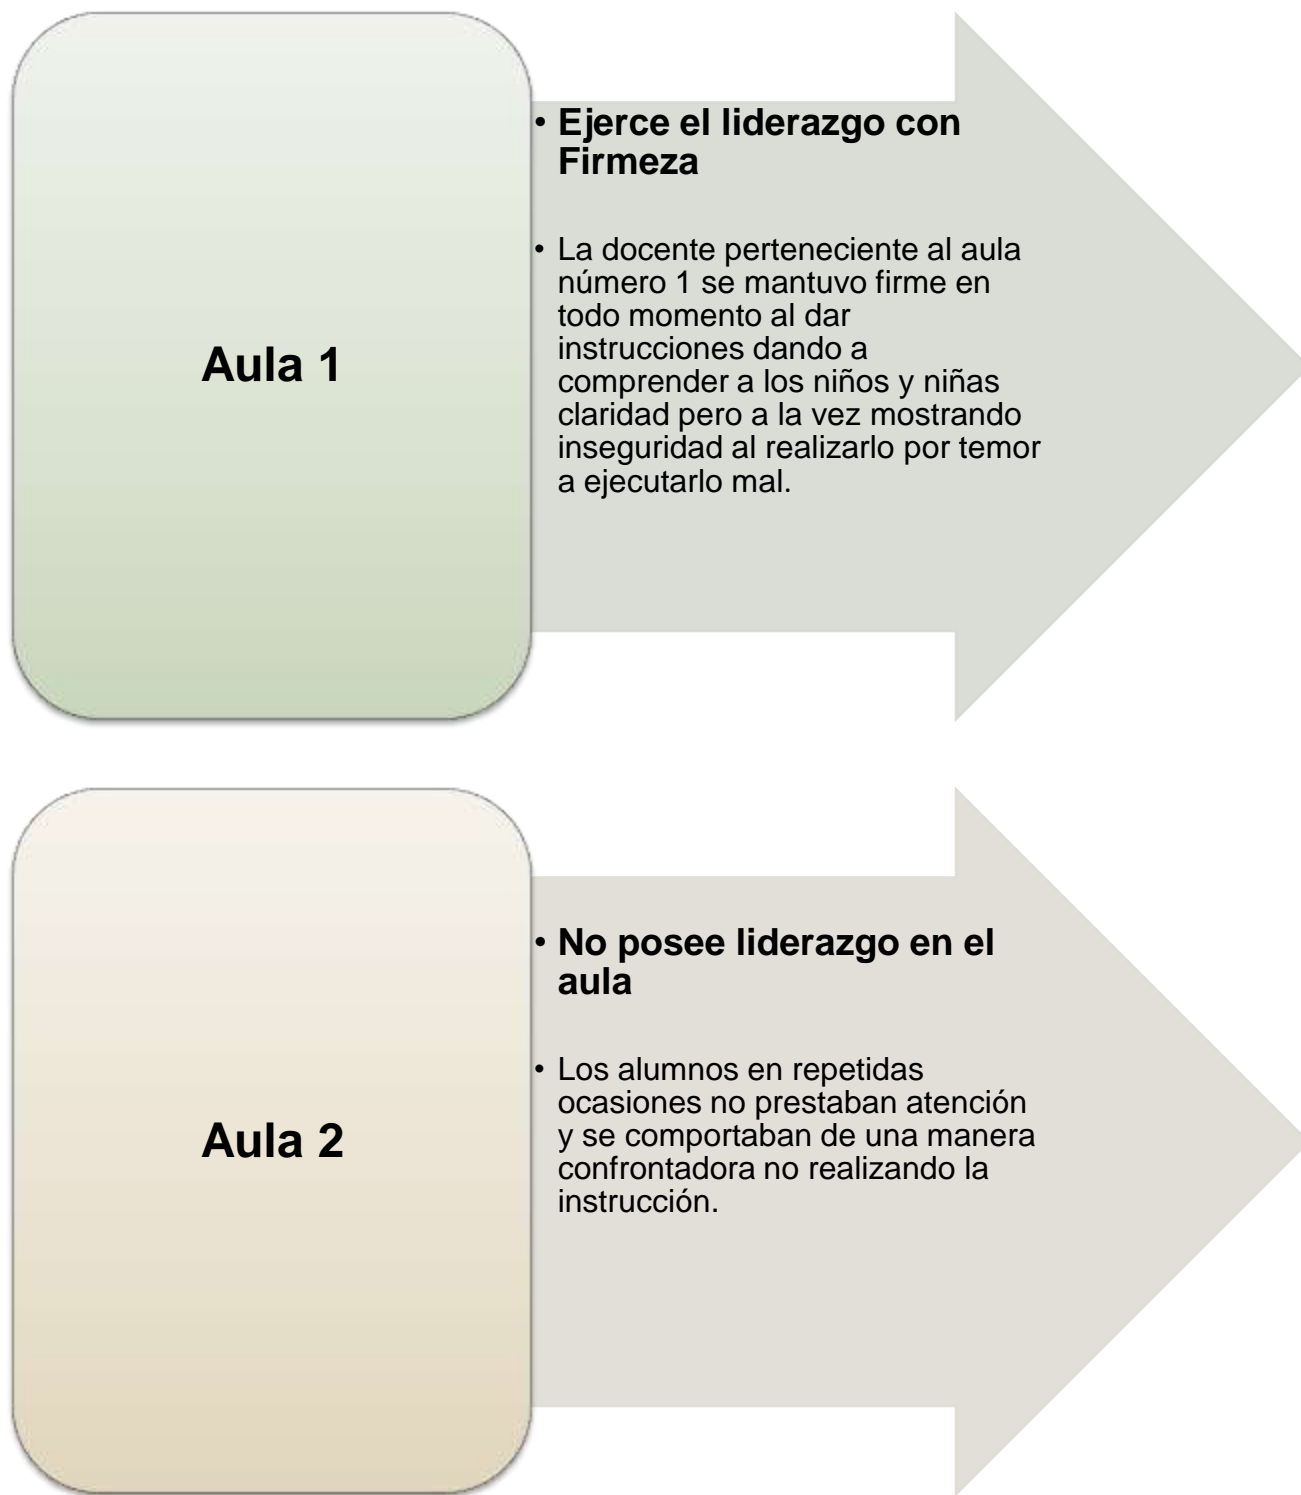 Aula 1
• Ejerce el liderazgo con
Firmeza
• La docente perteneciente al aula
número 1 se mantuvo firme en
todo momento al dar
instrucciones dando a
comprender a los niños y niñas
claridad pero a la vez mostrando
inseguridad al realizarlo por temor
a ejecutarlo mal.
Aula 2
• No posee liderazgo en el
aula
• Los alumnos en repetidas
ocasiones no prestaban atención
y se comportaban de una manera
confrontadora no realizando la
instrucción.